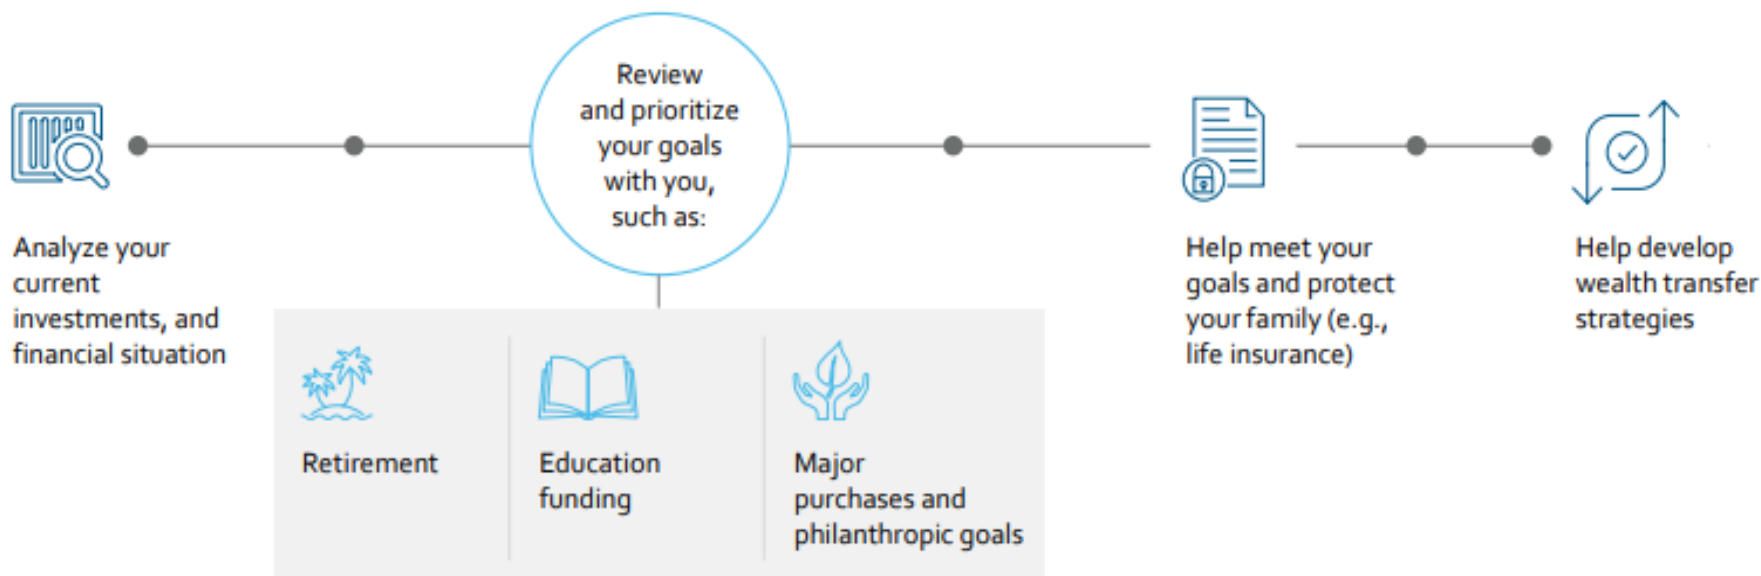 Analyze your
current
investments, and
financial situation
Review
and prioritize
your goals
with you,
such as:
Retirement
Education
funding
Major
purchases and
philanthropic goals
Help meet your
goals and protect
your family (e.g.,
life insurance)
Help develop
wealth transfer
strategies